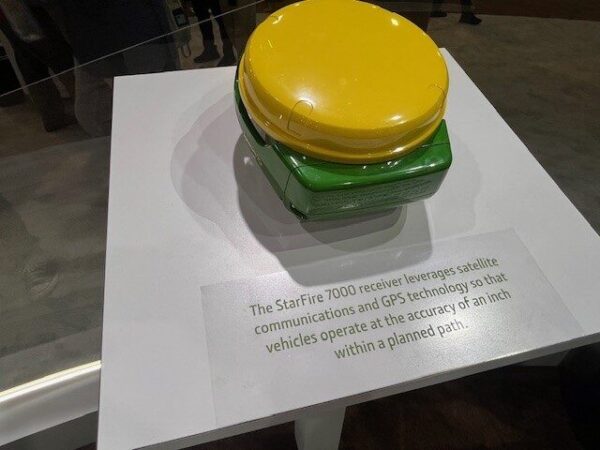 The StarFire 7000 receiver leverages satellite
communications and GPS technology so that
vehicles operate at the accuracy of an inch
within a planned path.